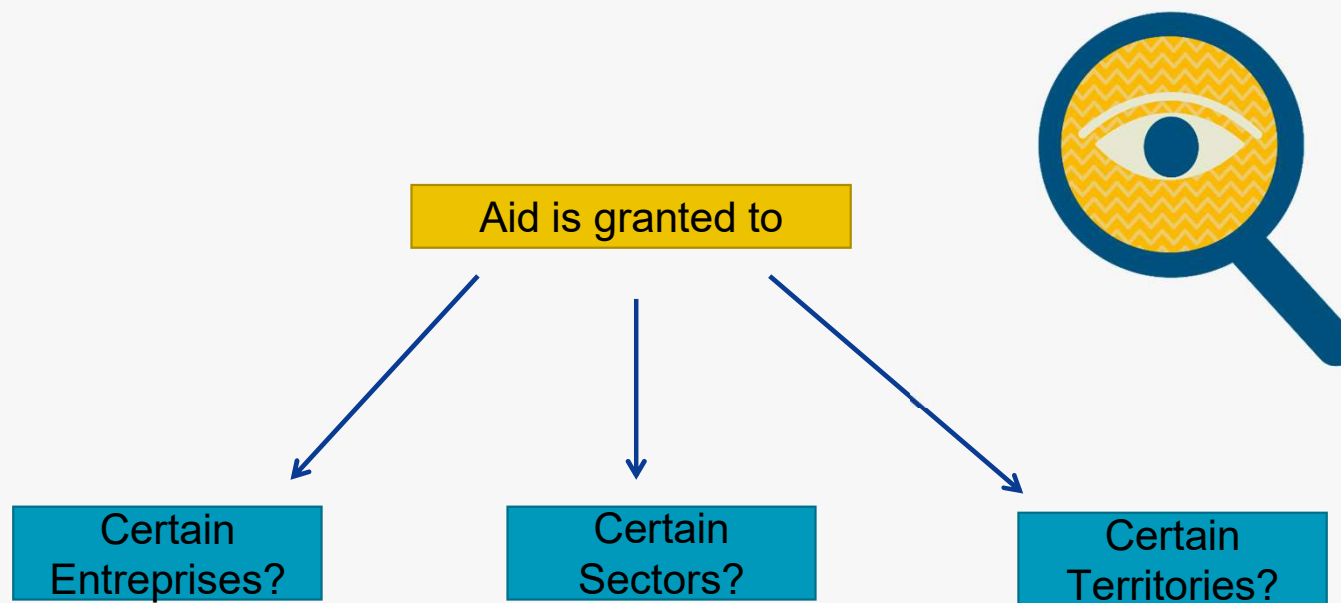 Aid is granted to
Certain
Entreprises?
Certain
Sectors?
Certain
Territories?